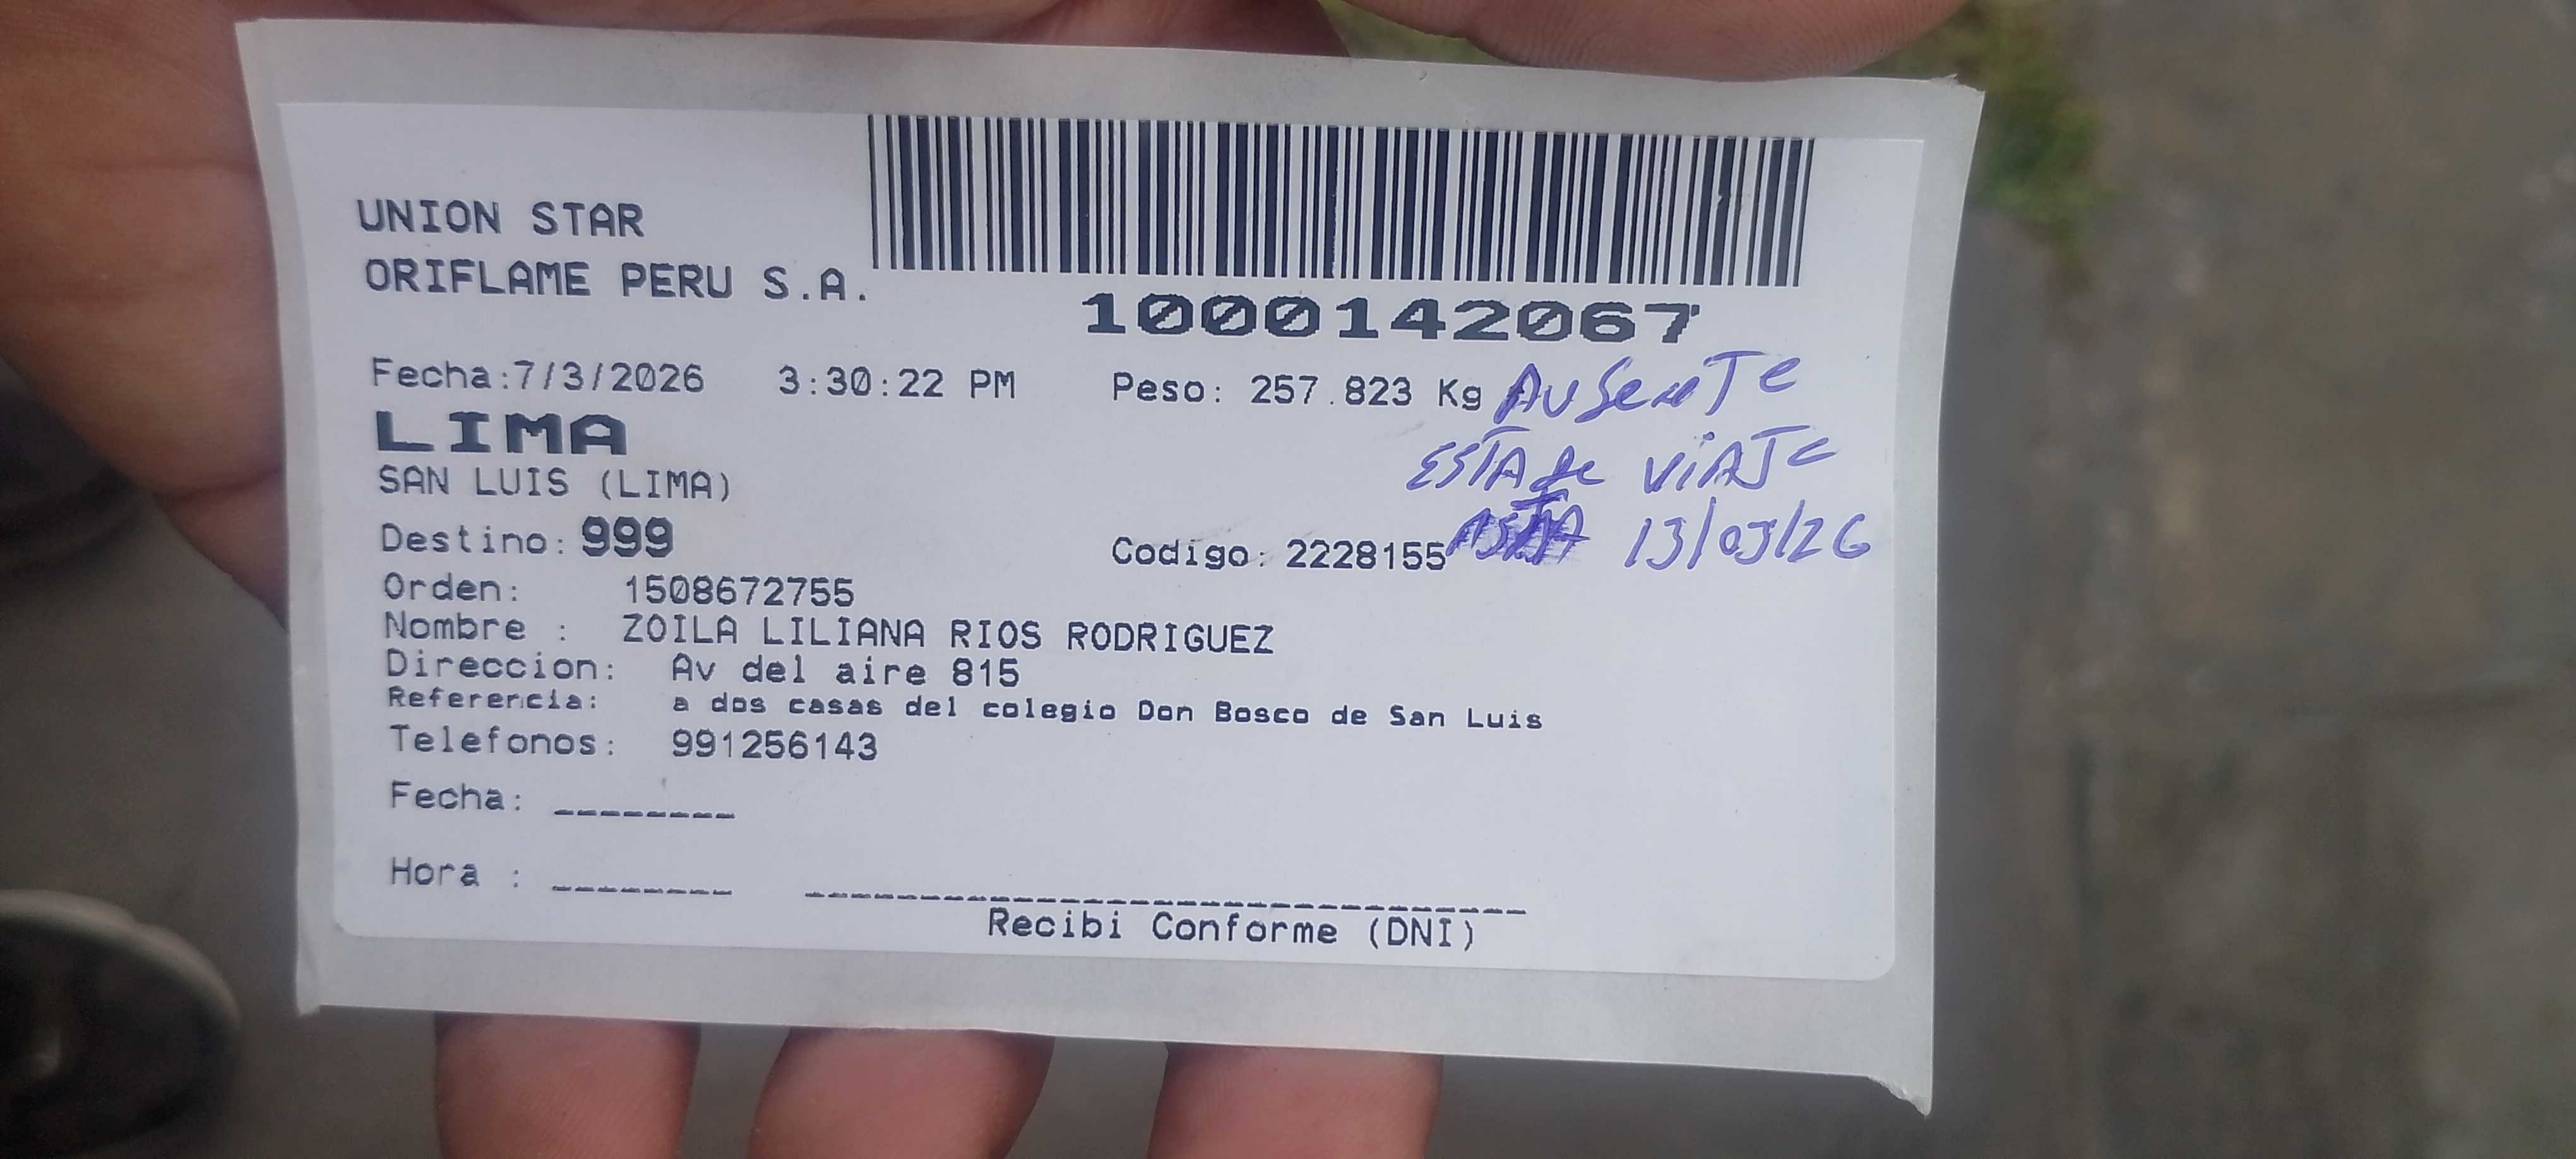 UNION STAR
ORIFLAME PERU S.A.
1000142067
Fecha:7/3/2026 3:30:22 PM Peso: 257.823 Kg AUSENTE
LIMA
ESTA de VIAJE
SAN LUIS (LIMA)
Destino: 999 Codigo: 2228155 13/03/26
Orden: 1508672755
Nombre : ZOILA LILIANA RIOS RODRIGUEZ
Direccion: Av del aire 815
Referencia: a dos casas del colegio Don Bosco de San Luis
Telefonos: 991256143
Fecha: ________
Hora : ________
Recibi Conforme (DNI)